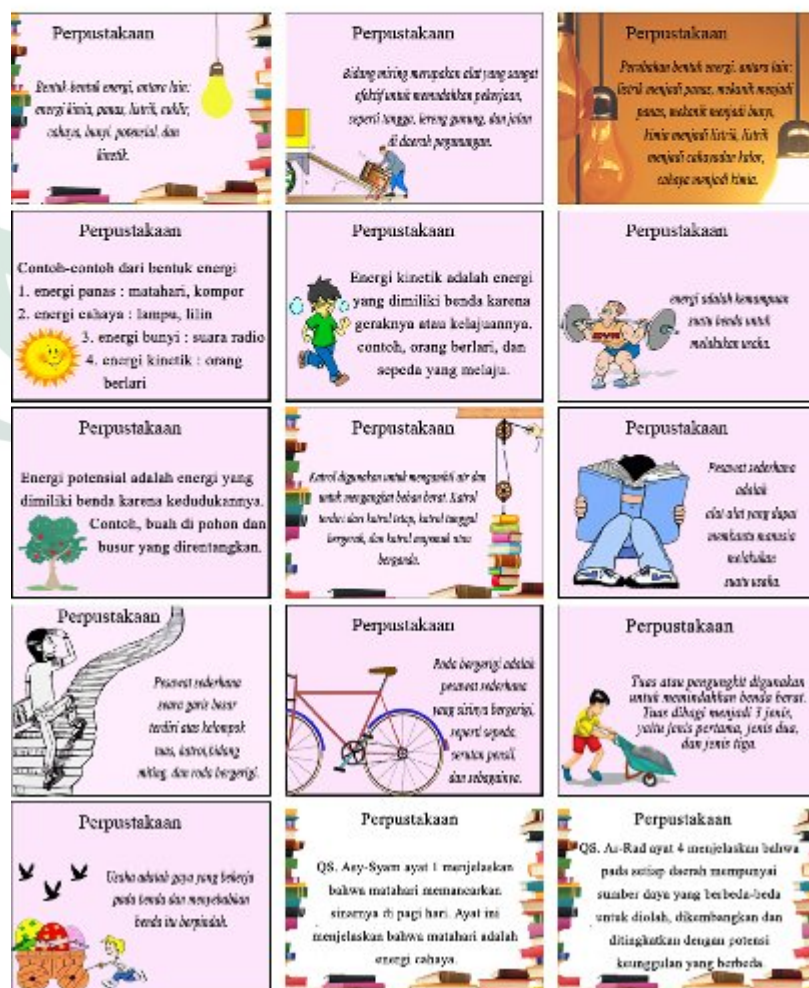 Perpustakaan
Bentuk-bentuk energi, antara lain:
energi kimia, panas, listrik, nuklir,
cahaya, bunyi, potensial, dan
kinetik.
Perpustakaan
Bidang miring merupakan alat yang sangat
efektif untuk memudahkan pekerjaan,
seperti tangga, lereng gunung, dan jalan
di daerah pegunungan.
Perpustakaan
Perubahan bentuk energi, antara lain:
listrik menjadi panas, mekanik menjadi
panas, mekanik menjadi bunyi,
kimia menjadi listrik, listrik
menjadi cahaya dan kalor,
cahaya menjadi kimia.
Perpustakaan
Contoh-contoh dari bentuk energi
1. energi panas : matahari, kompor
2. energi cahaya : lampu, lilin
3. energi bunyi : suara radio
4. energi kinetik : orang
berlari
Perpustakaan
Energi kinetik adalah energi
yang dimiliki benda karena
geraknya atau kelajuannya.
contoh, orang berlari, dan
sepeda yang melaju.
Perpustakaan
energi adalah kemampuan
suatu benda untuk
melakukan usaha.
Perpustakaan
Energi potensial adalah energi yang
dimiliki benda karena kedudukannya.
Contoh, buah di pohon dan
busur yang direntangkan.
Perpustakaan
Katrol digunakan untuk mengambil air dan
untuk mengangkat beban berat. Katrol
terdiri dari katrol tetap, katrol tunggal
bergerak, dan katrol majemuk atau
berganda.
Perpustakaan
Pesawat sederhana
adalah
alat-alat yang dapat
membantu manusia
melakukan
suatu usaha.
Perpustakaan
Pesawat sederhana
secara garis besar
terdiri atas kelompok
tuas, katrol, bidang
miring, dan roda bergerigi.
Perpustakaan
Roda bergerigi adalah
pesawat sederhana
yang sisinya bergerigi,
seperti sepeda,
serutan pensil,
dan sebagainya.
Perpustakaan
Tuas atau pengungkit digunakan
untuk memindahkan benda berat.
Tuas dibagi menjadi 3 jenis,
yaitu jenis pertama, jenis dua,
dan jenis tiga.
Perpustakaan
Usaha adalah gaya yang bekerja
pada benda dan menyebabkan
benda itu berpindah.
Perpustakaan
QS. Asy-Syam ayat 1 menjelaskan
bahwa matahari memancarkan
sinarnya di pagi hari. Ayat ini
menjelaskan bahwa matahari adalah
energi cahaya.
Perpustakaan
QS. Ar-Rad ayat 4 menjelaskan bahwa
pada setiap daerah mempunyai
sumber daya yang berbeda-beda
untuk diolah, dikembangkan dan
ditingkatkan dengan potensi
keunggulan yang berbeda.